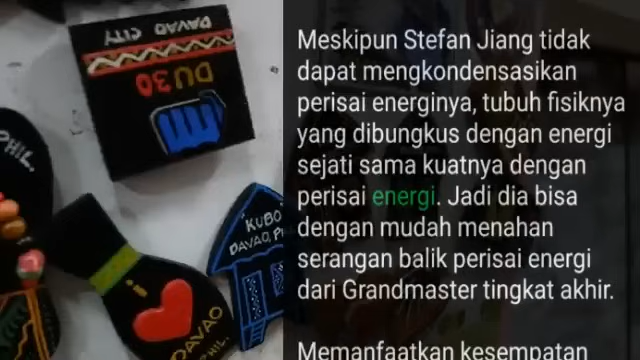 DAVAO CITY
DU30
PHIL.
KUBO
DAVAO, P
i
DAVAO
PHIL.
Meskipun Stefan Jiang tidak
dapat mengkondensasikan
perisai energinya, tubuh fisiknya
yang dibungkus dengan energi
sejati sama kuatnya dengan
perisai energi. Jadi dia bisa
dengan mudah menahan
serangan balik perisai energi
dari Grandmaster tingkat akhir.
Memanfaatkan kesempatan